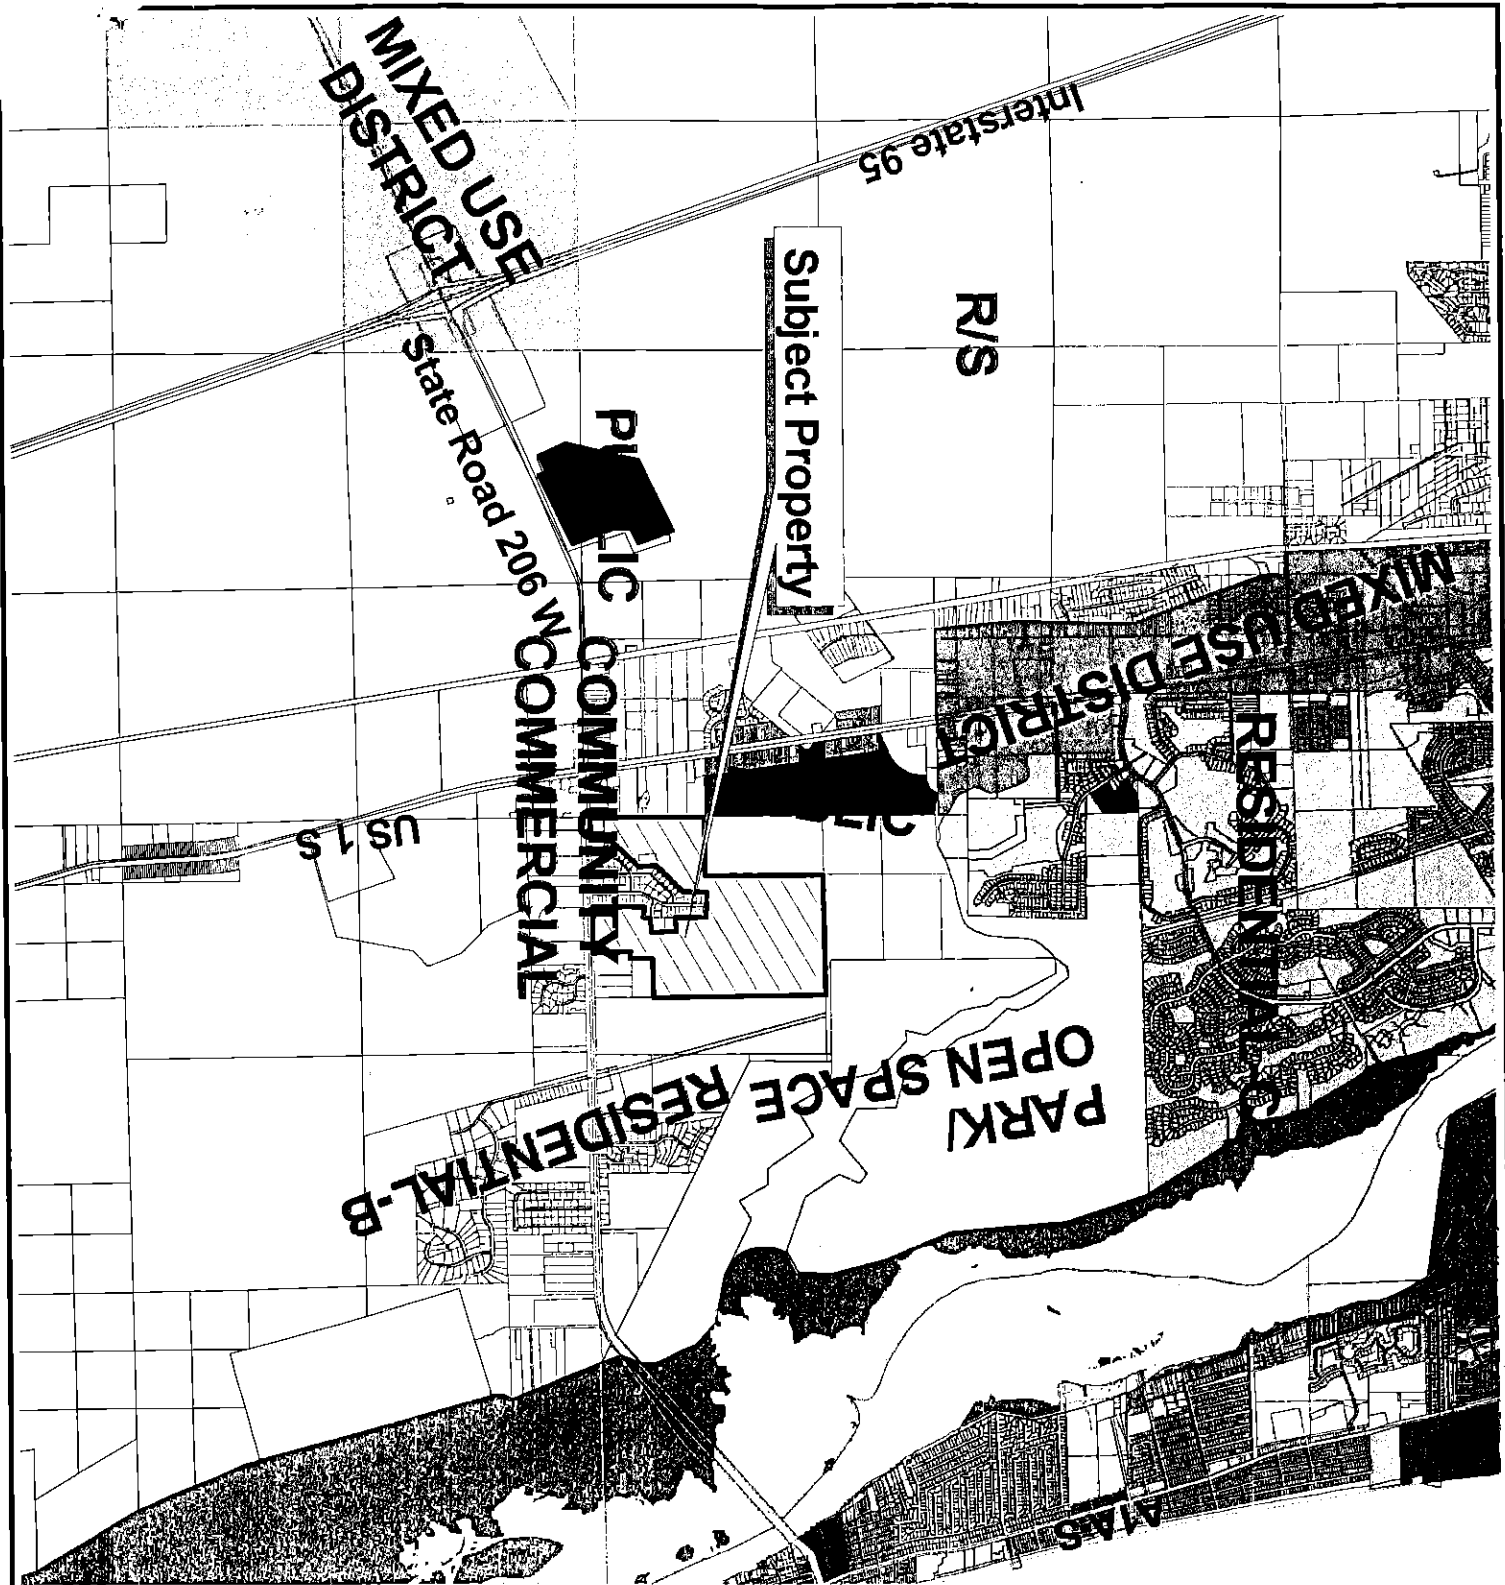 MIXED USE
DISTRICT
Interstate 95
Subject Property
R/S
State Road 206 W
MIXED USE DISTRICT
COMMUNITY
COMMERCIAL
US 1 S
RESIDENTIAL-C
PARK/
OPEN SPACE
RESIDENTIAL-B
A1A S